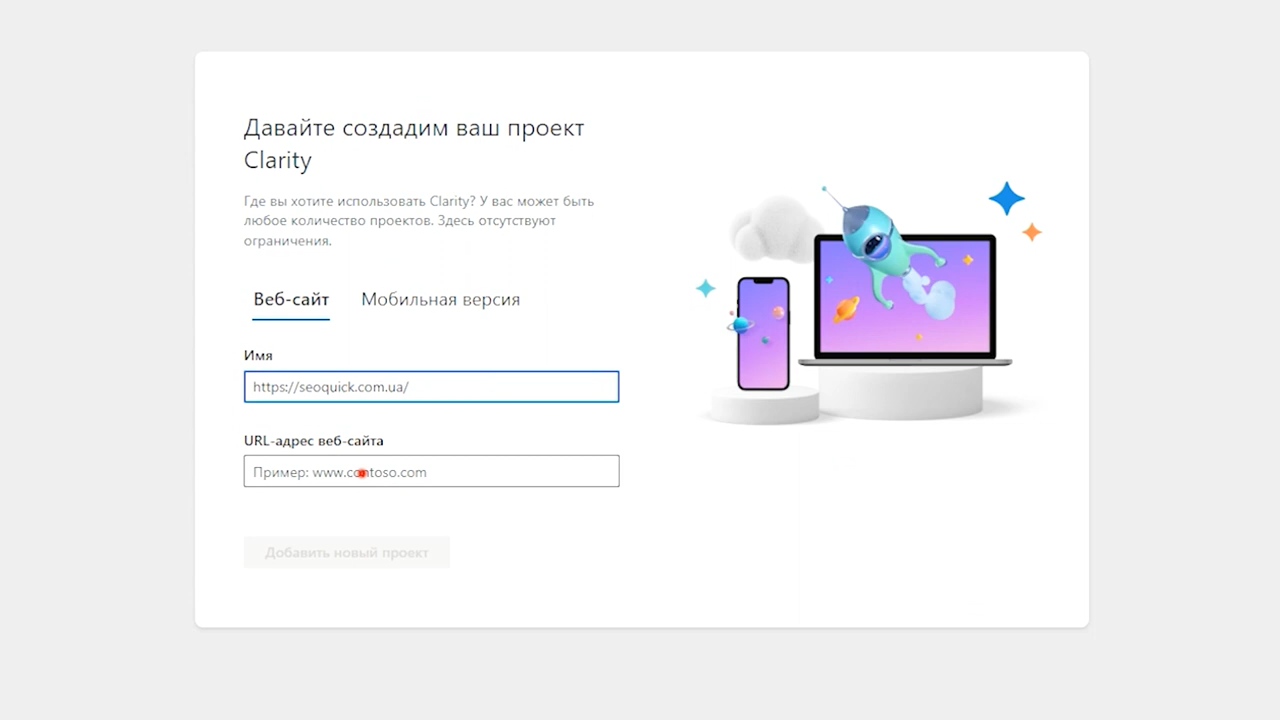 Давайте создадим ваш проект
Clarity
Где вы хотите использовать Clarity? У вас может быть
любое количество проектов. Здесь отсутствуют
ограничения.
Веб-сайт Мобильная версия
Имя
https://seoquick.com.ua/
URL-адрес веб-сайта
Пример: www.contoso.com
Добавить новый проект